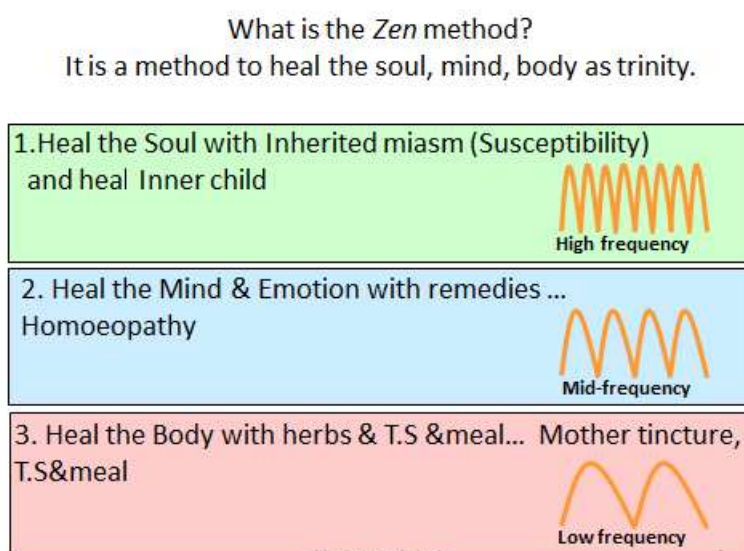 What is the Zen method?
It is a method to heal the soul, mind, body as trinity.
1.Heal the Soul with Inherited miasm (Susceptibility)
and heal Inner child
High frequency
2. Heal the Mind & Emotion with remedies ...
Homoeopathy
Mid-frequency
3. Heal the Body with herbs & T.S &meal... Mother tincture,
T.S&meal
Low frequency